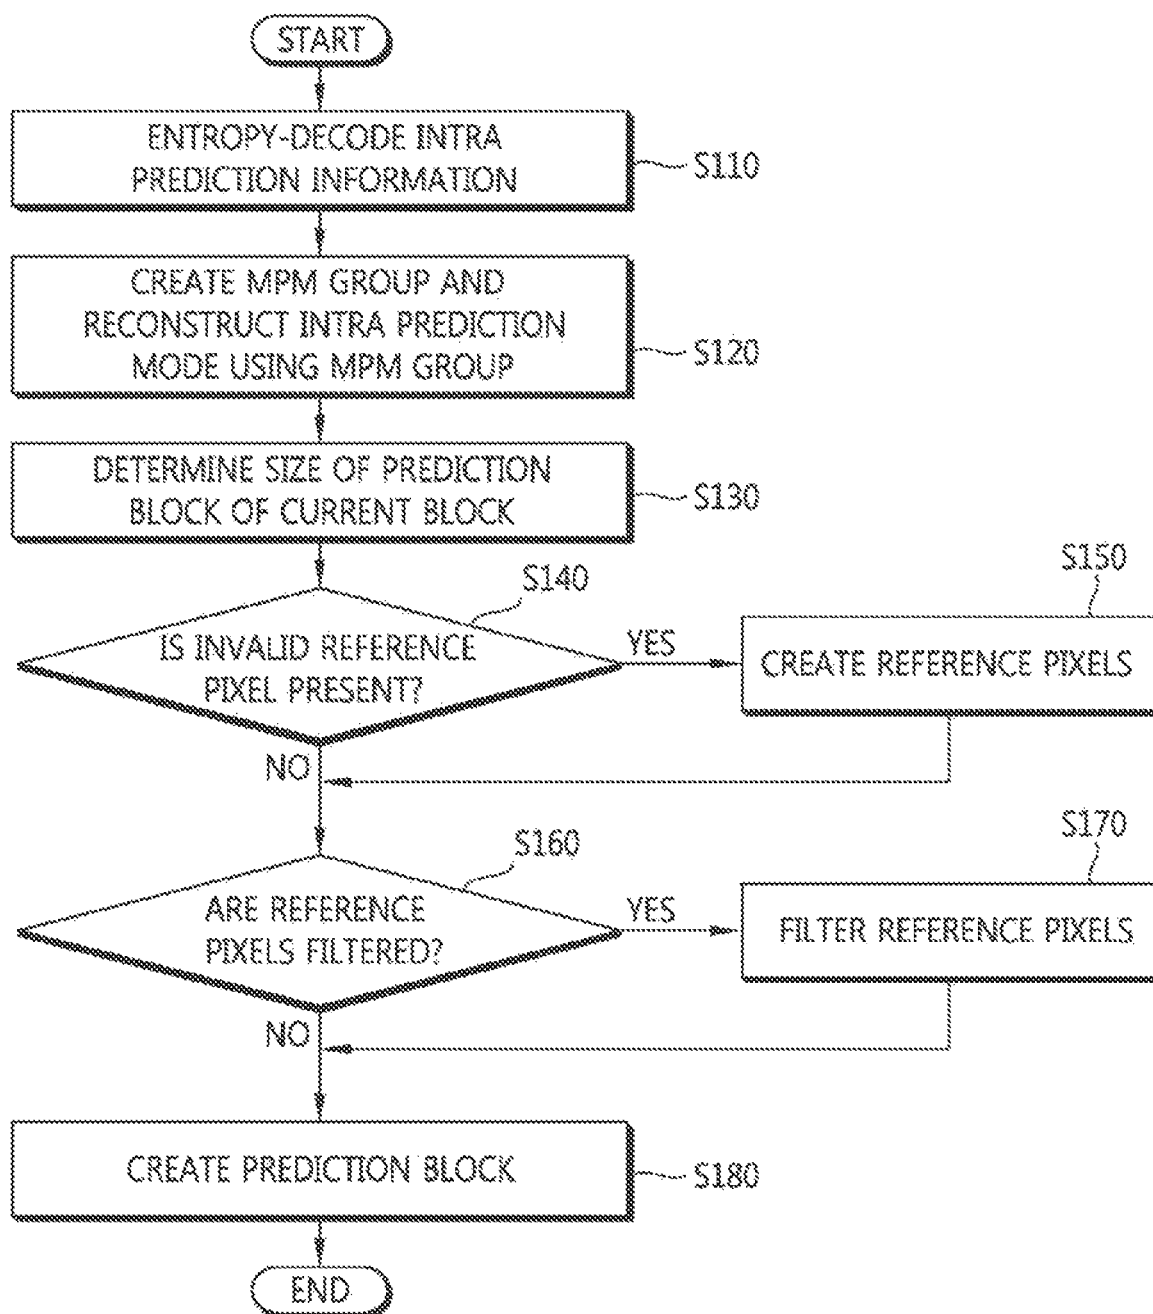 START
ENTROPY-DECODE INTRA
PREDICTION INFORMATION
S110
CREATE MPM GROUP AND
RECONSTRUCT INTRA PREDICTION
MODE USING MPM GROUP
S120
DETERMINE SIZE OF PREDICTION
BLOCK OF CURRENT BLOCK
S130
S140
IS INVALID REFERENCE
PIXEL PRESENT?
YES
S150
CREATE REFERENCE PIXELS
NO
S160
ARE REFERENCE
PIXELS FILTERED?
YES
S170
FILTER REFERENCE PIXELS
NO
CREATE PREDICTION BLOCK
S180
END